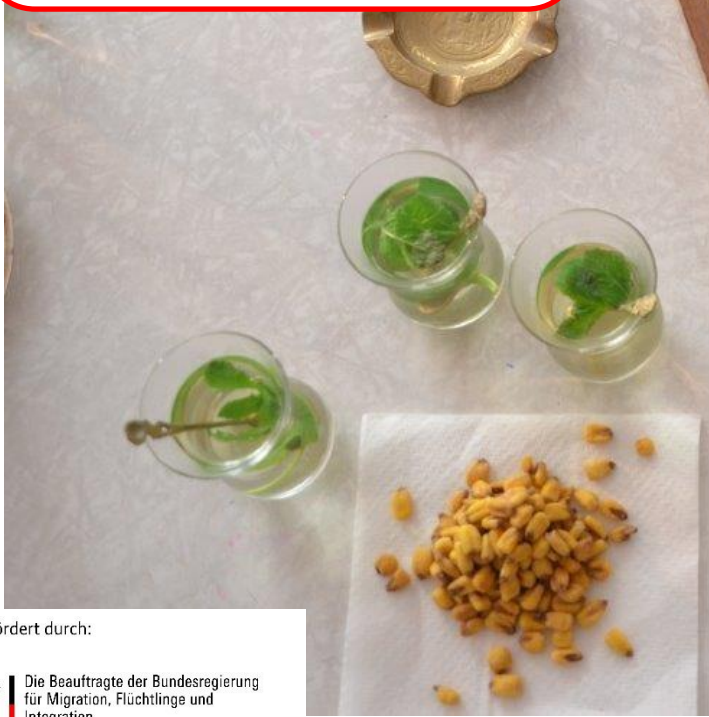 ördert durch:
Die Beauftragte der Bundesregierung
für Migration, Flüchtlinge und
Integration